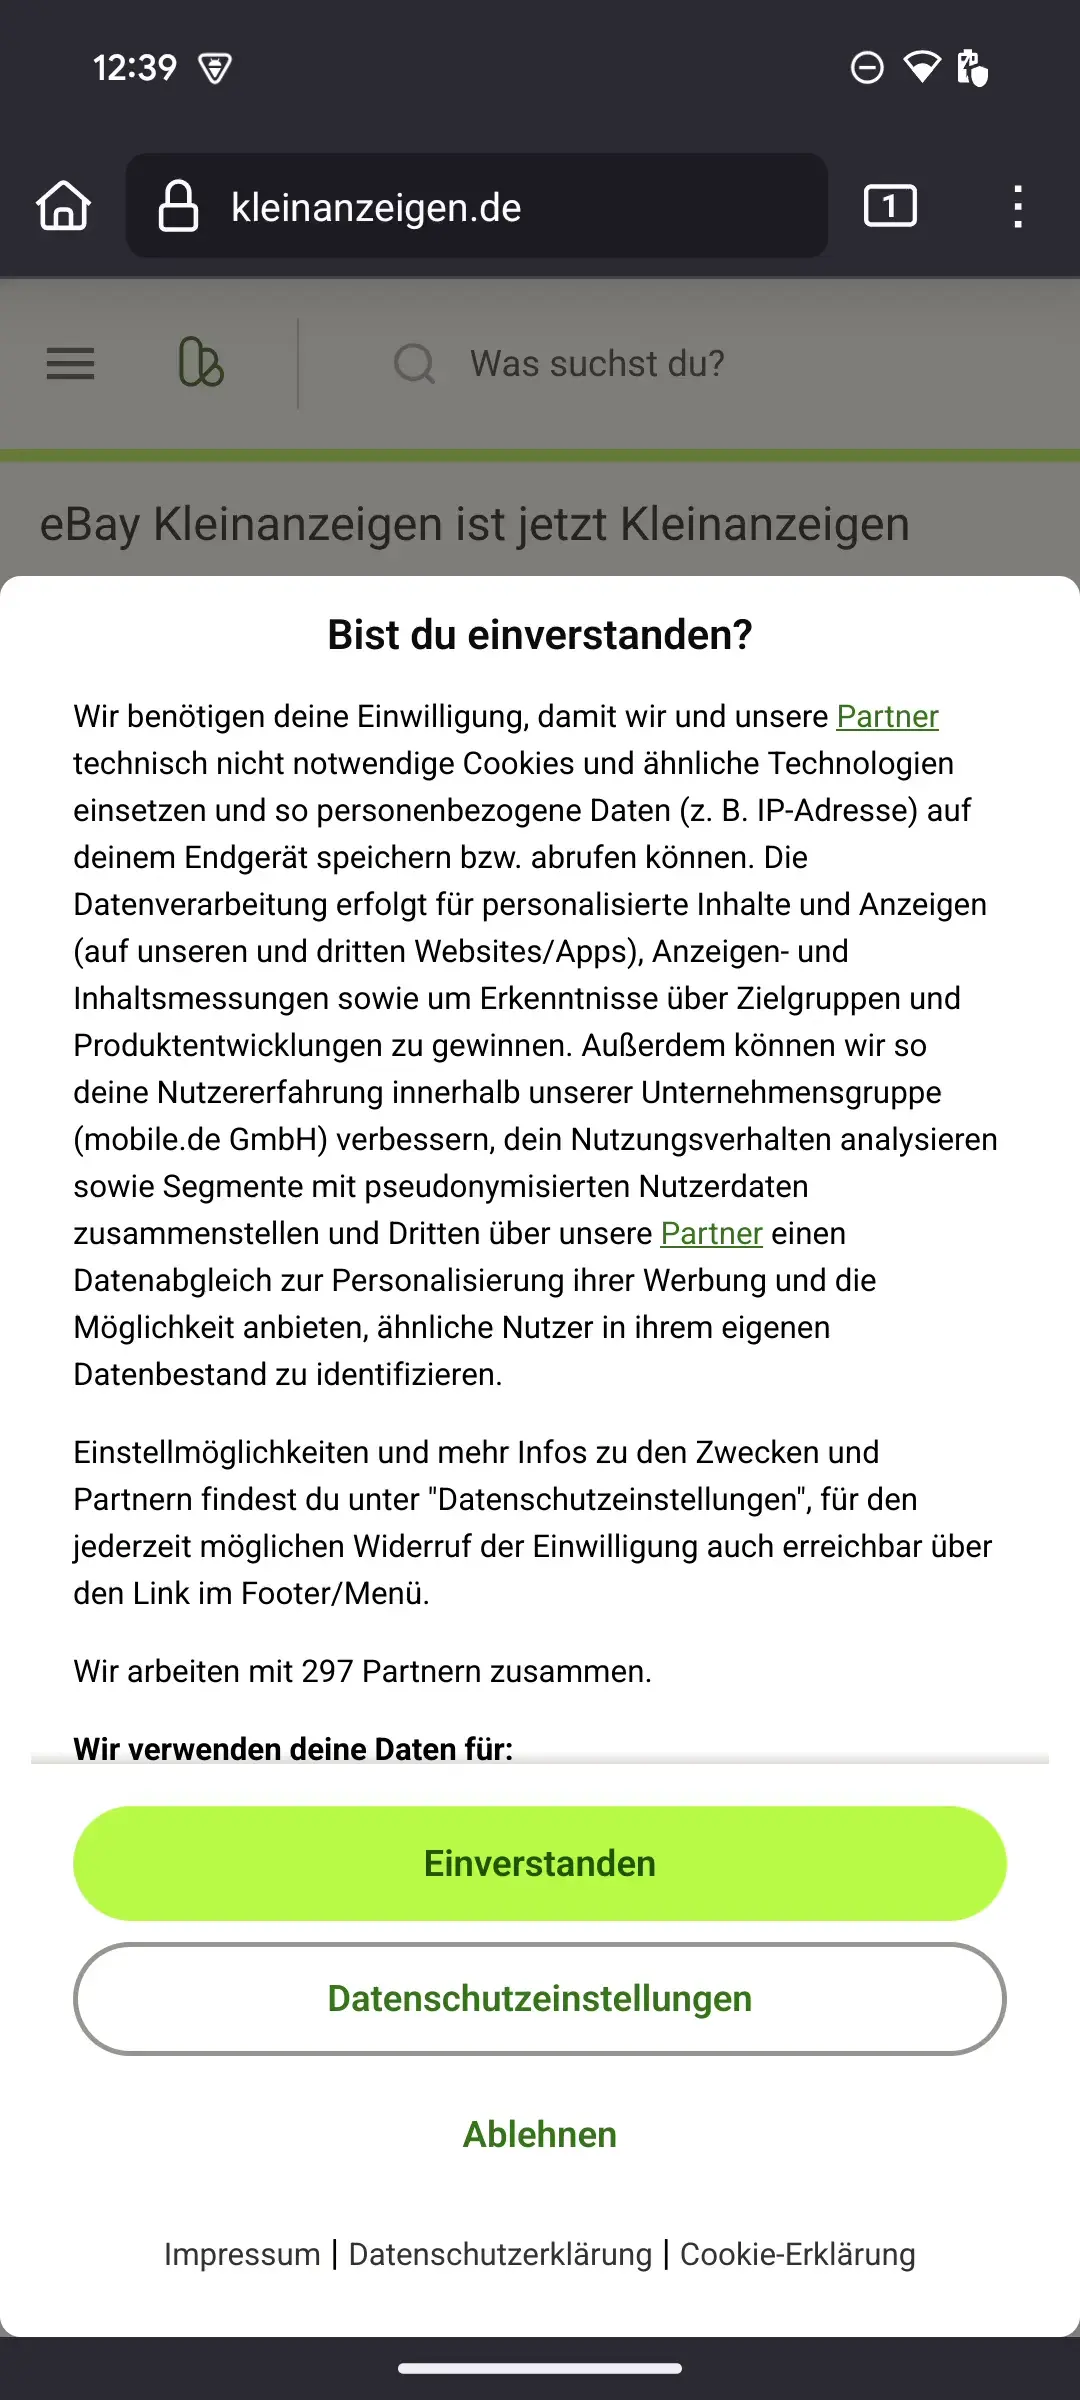 12:39
kleinanzeigen.de
1
Was suchst du?
eBay Kleinanzeigen ist jetzt Kleinanzeigen
Bist du einverstanden?
Wir benötigen deine Einwilligung, damit wir und unsere Partner
technisch nicht notwendige Cookies und ähnliche Technologien
einsetzen und so personenbezogene Daten (z. B. IP-Adresse) auf
deinem Endgerät speichern bzw. abrufen können. Die
Datenverarbeitung erfolgt für personalisierte Inhalte und Anzeigen
(auf unseren und dritten Websites/Apps), Anzeigen- und
Inhaltsmessungen sowie um Erkenntnisse über Zielgruppen und
Produktentwicklungen zu gewinnen. Außerdem können wir so
deine Nutzererfahrung innerhalb unserer Unternehmensgruppe
(mobile.de GmbH) verbessern, dein Nutzungsverhalten analysieren
sowie Segmente mit pseudonymisierten Nutzerdaten
zusammenstellen und Dritten über unsere Partner einen
Datenabgleich zur Personalisierung ihrer Werbung und die
Möglichkeit anbieten, ähnliche Nutzer in ihrem eigenen
Datenbestand zu identifizieren.
Einstellmöglichkeiten und mehr Infos zu den Zwecken und
Partnern findest du unter "Datenschutzeinstellungen", für den
jederzeit möglichen Widerruf der Einwilligung auch erreichbar über
den Link im Footer/Menü.
Wir arbeiten mit 297 Partnern zusammen.
Wir verwenden deine Daten für:
Einverstanden
Datenschutzeinstellungen
Ablehnen
Impressum | Datenschutzerklärung | Cookie-Erklärung